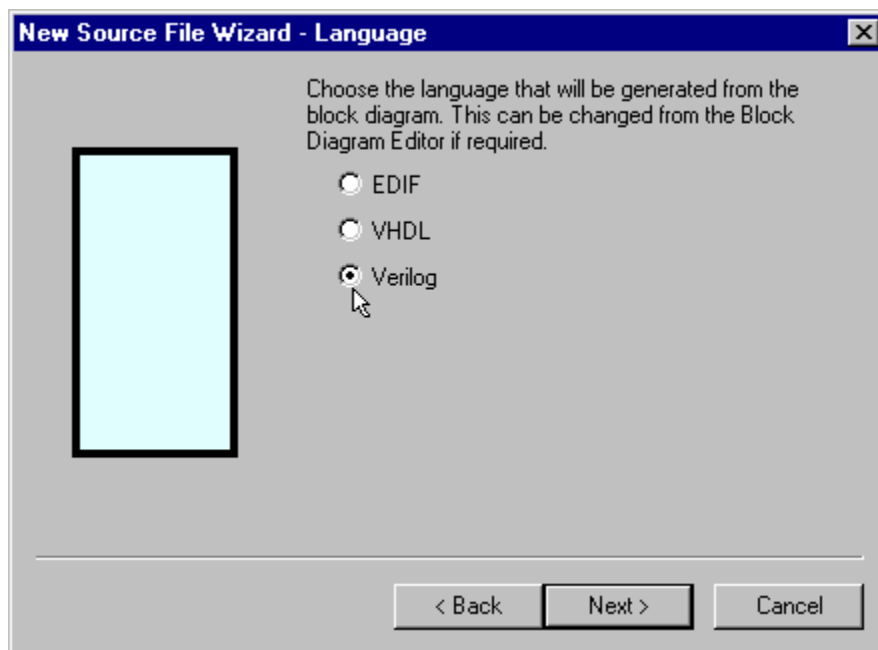 New Source File Wizard - Language
Choose the language that will be generated from the
block diagram. This can be changed from the Block
Diagram Editor if required.
EDIF
VHDL
Verilog
< Back Next > Cancel